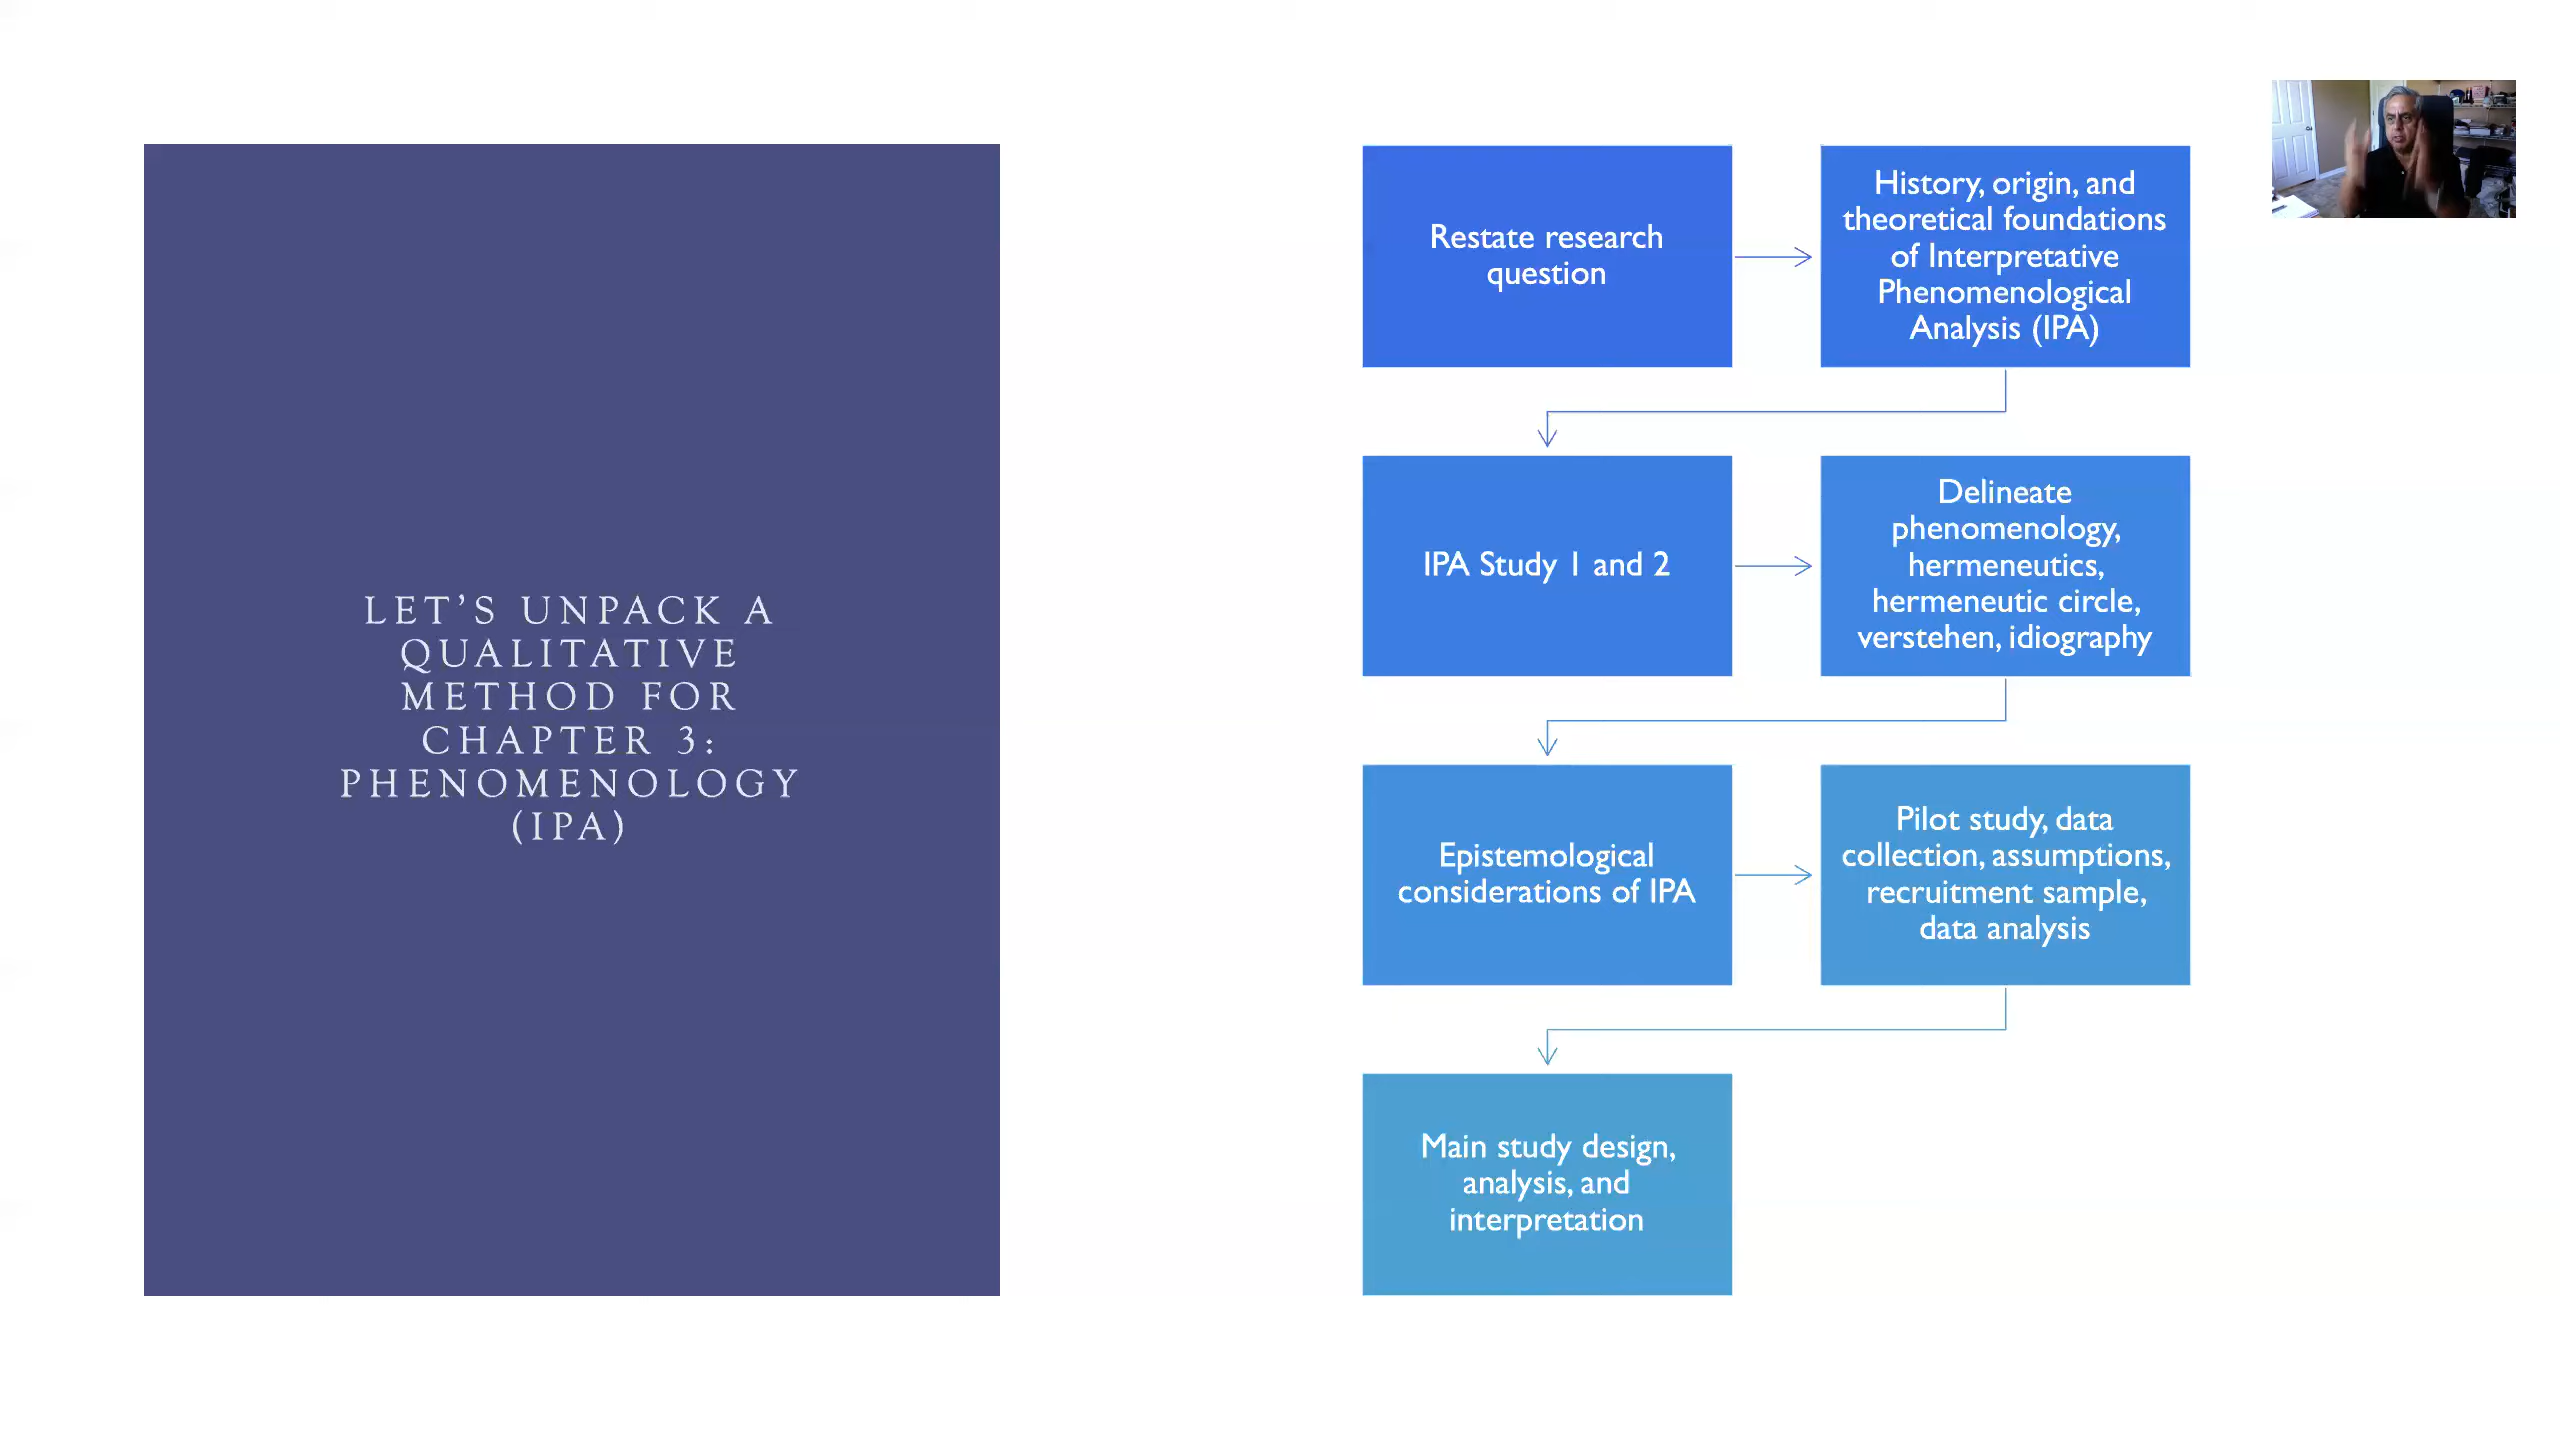 LET’S UNPACK A
QUALITATIVE
METHOD FOR
CHAPTER 3:
PHENOMENOLOGY
(IPA)
Restate research
question
History, origin, and
theoretical foundations
of Interpretative
Phenomenological
Analysis (IPA)
IPA Study 1 and 2
Delineate
phenomenology,
hermeneutics,
hermeneutic circle,
verstehen, idiography
Epistemological
considerations of IPA
Pilot study, data
collection, assumptions,
recruitment sample,
data analysis
Main study design,
analysis, and
interpretation